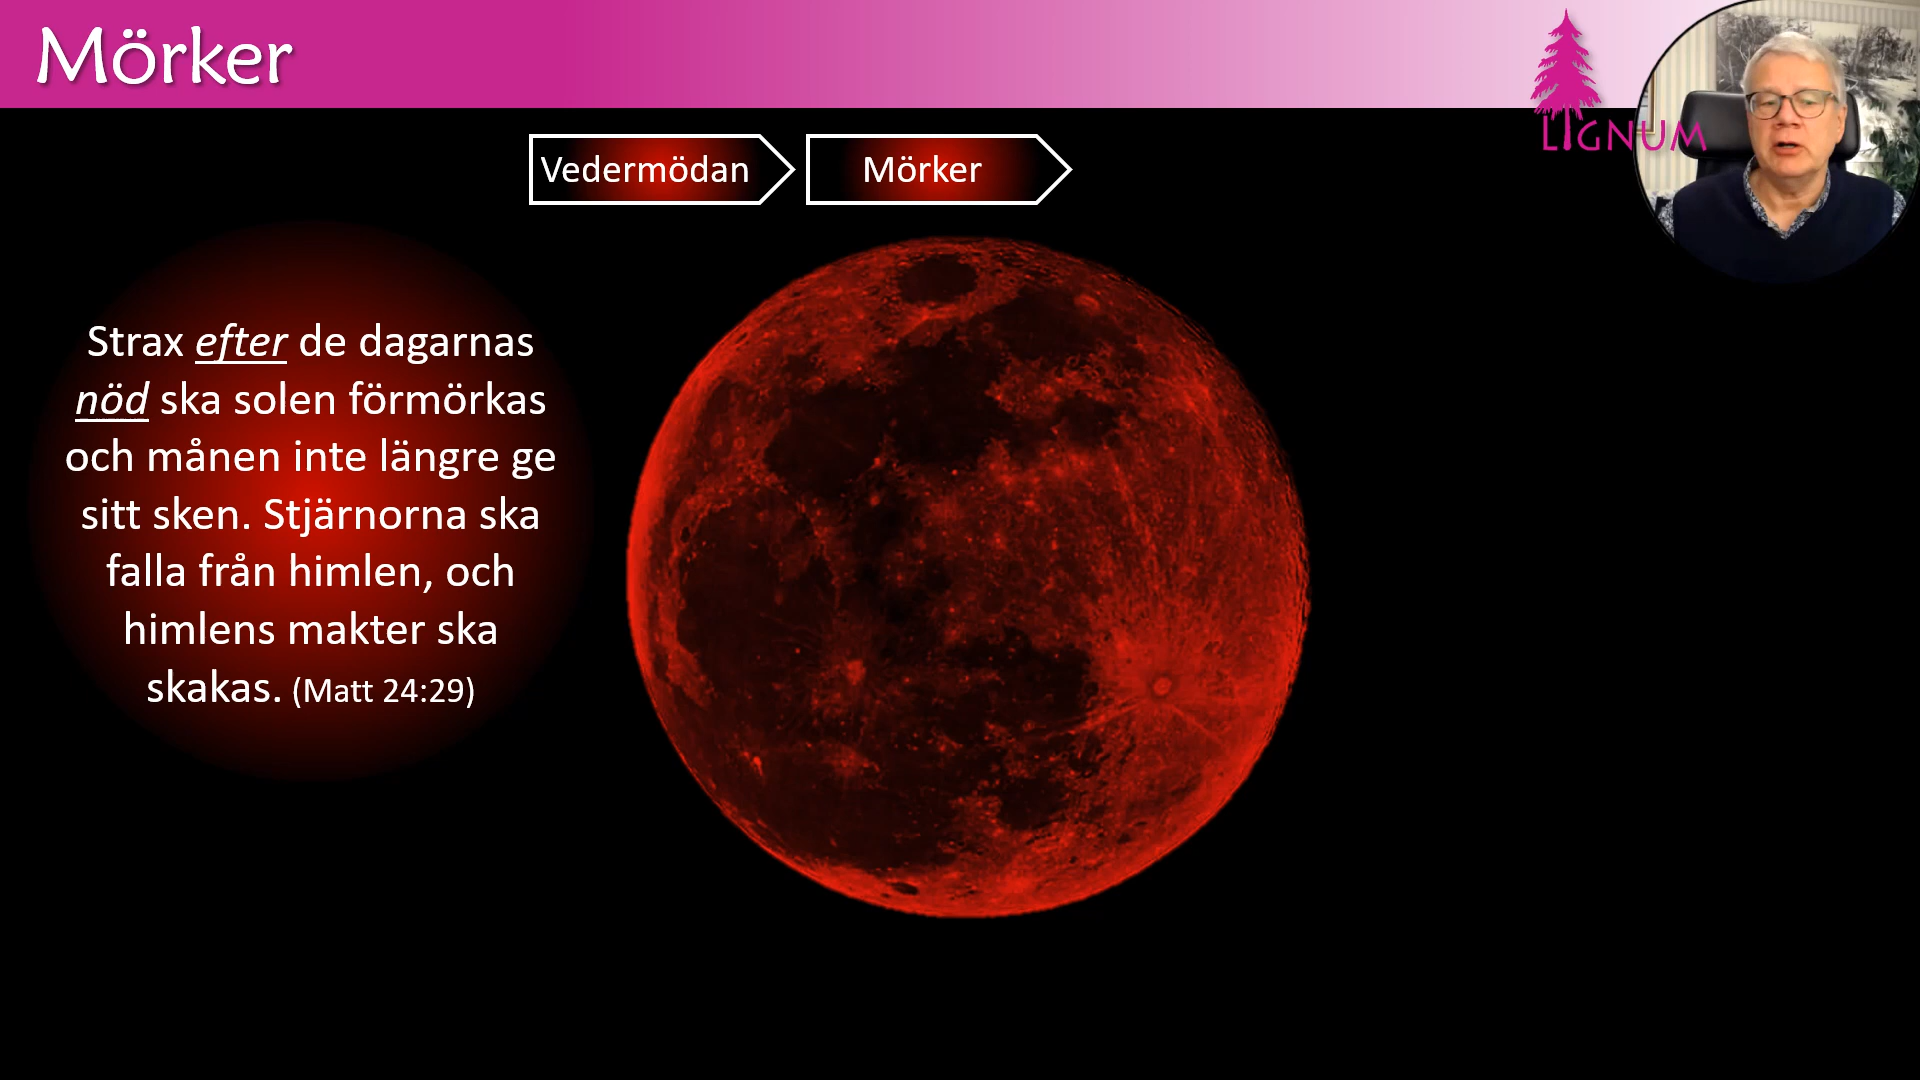 Mörker
LIGNUM
Vedermödan
Mörker
Strax efter de dagarnas
nöd ska solen förmörkas
och månen inte längre ge
sitt sken. Stjärnorna ska
falla från himlen, och
himlens makter ska
skakas. (Matt 24:29)